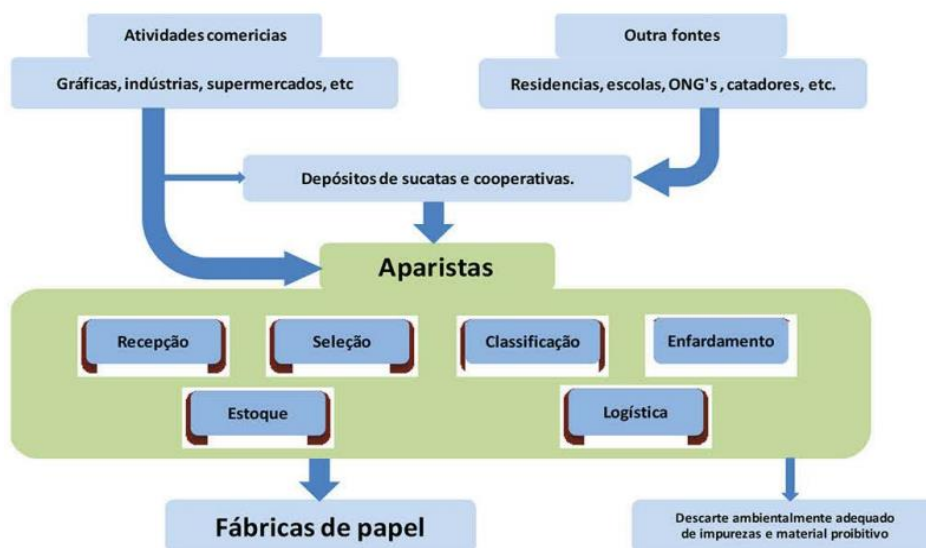 Atividades comericias
Outra fontes
Gráficas, indústrias, supermercados, etc
Residencias, escolas, ONG's , catadores, etc.
Depósitos de sucatas e cooperativas.
Aparistas
Recepção
Seleção
Classificação
Enfardamento
Estoque
Logística
Fábricas de papel
Descarte ambientalmente adequado
de impurezas e material proibitivo